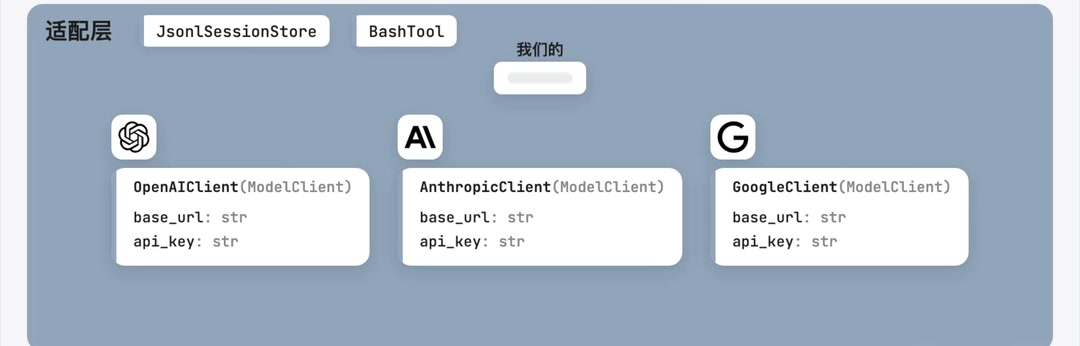 适配层
JsonlSessionStore
BashTool
我们的
OpenAIClient(ModelClient)
base_url: str
api_key: str
AnthropicClient(ModelClient)
base_url: str
api_key: str
GoogleClient(ModelClient)
base_url: str
api_key: str